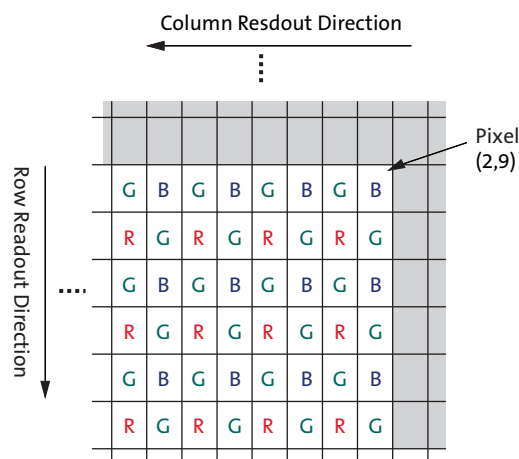 Column Resdout Direction
Pixel
(2,9)
Row Readout Direction
G B G B G B G B
R G R G R G R G
G B G B G B G B
R G R G R G R G
G B G B G B G B
R G R G R G R G